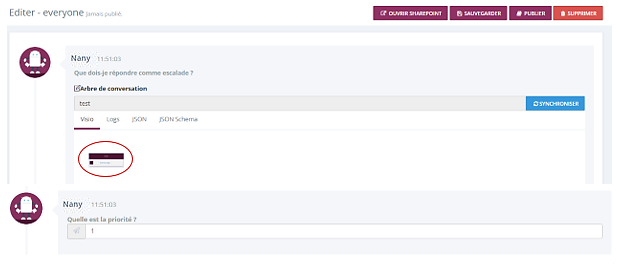 Editer - everyone jamais publié
OUVRIR SHAREPOINT SAUVEGARDER PUBLIER SUPPRIMER
Nany 11:51:03
Que dois-je répondre comme escalade ?
Arbre de conversation
test SYNCHRONISER
Visio Logs JSON JSON Schema
Nany 11:51:03
Quelle est la priorité ?
1